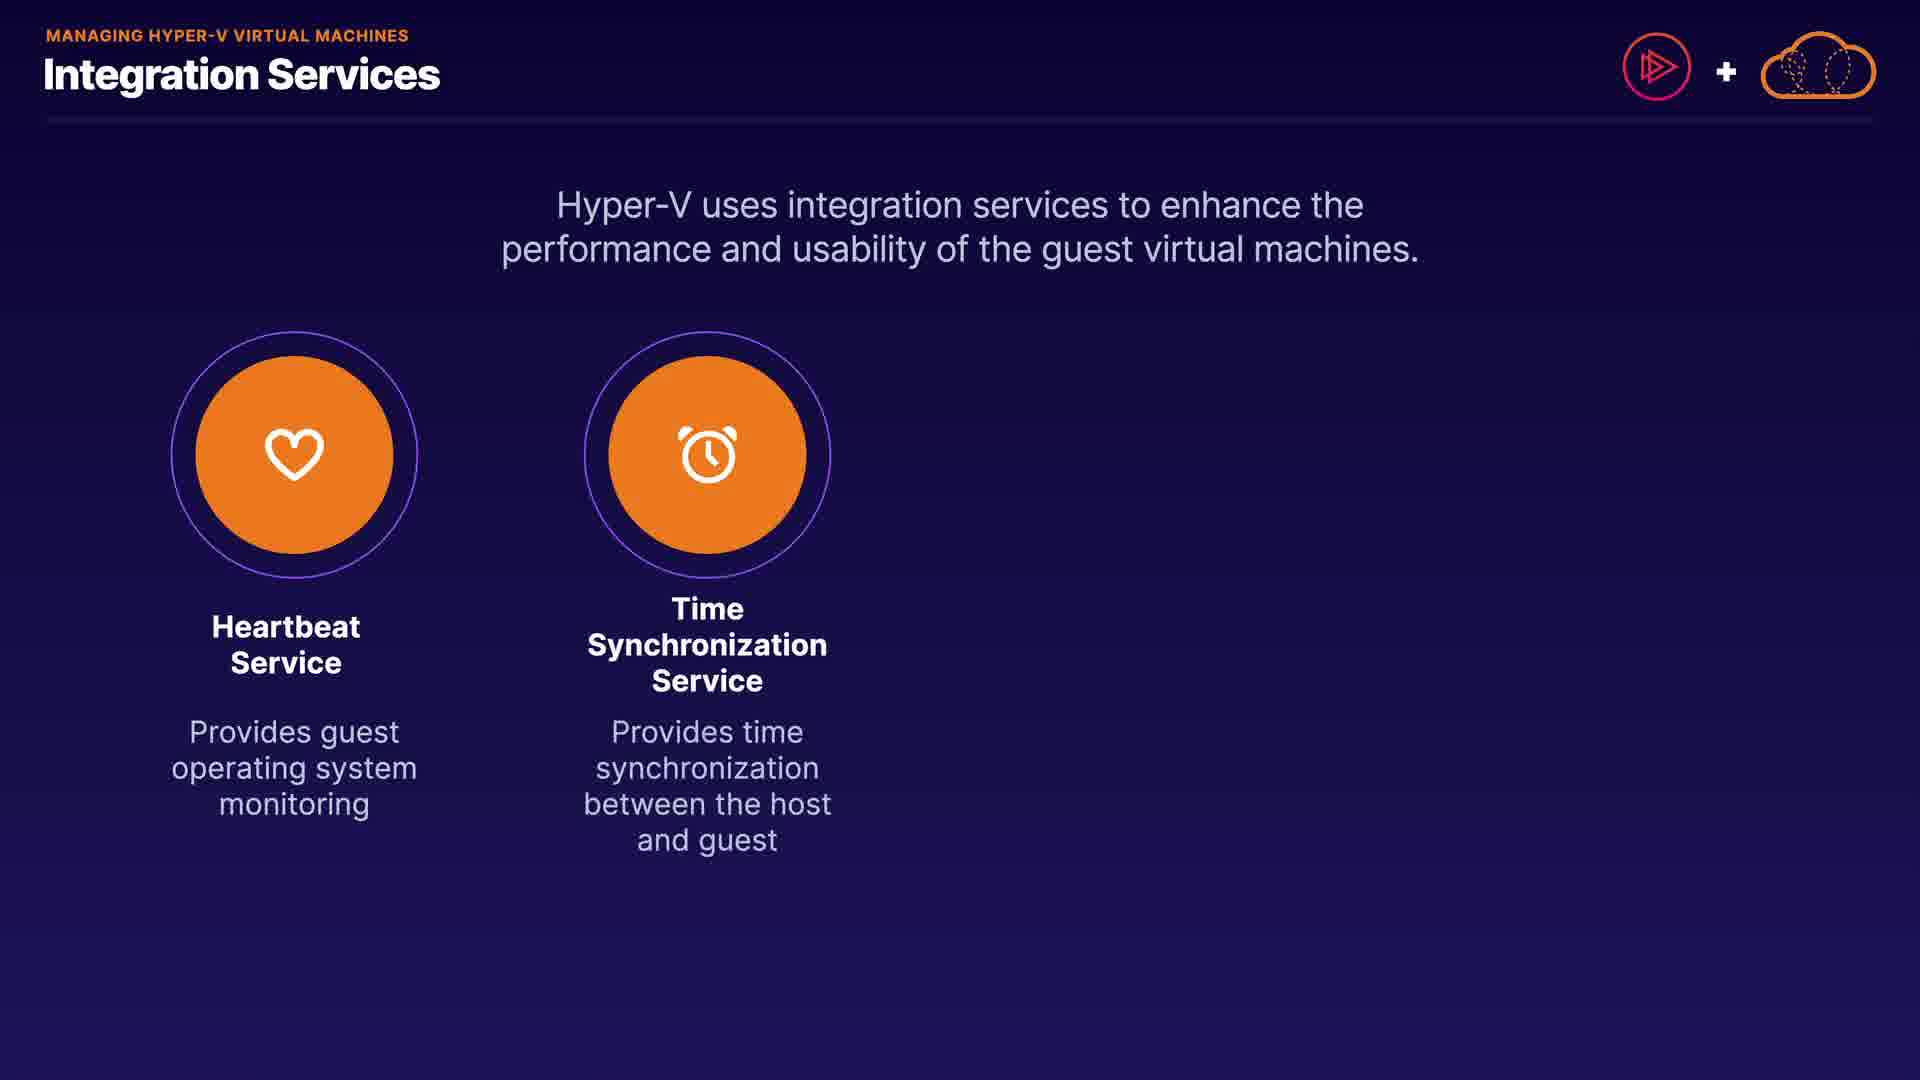 MANAGING HYPER-V VIRTUAL MACHINES
Integration Services
Hyper-V uses integration services to enhance the
performance and usability of the guest virtual machines.
Heartbeat
Service
Provides guest
operating system
monitoring
Time
Synchronization
Service
Provides time
synchronization
between the host
and guest